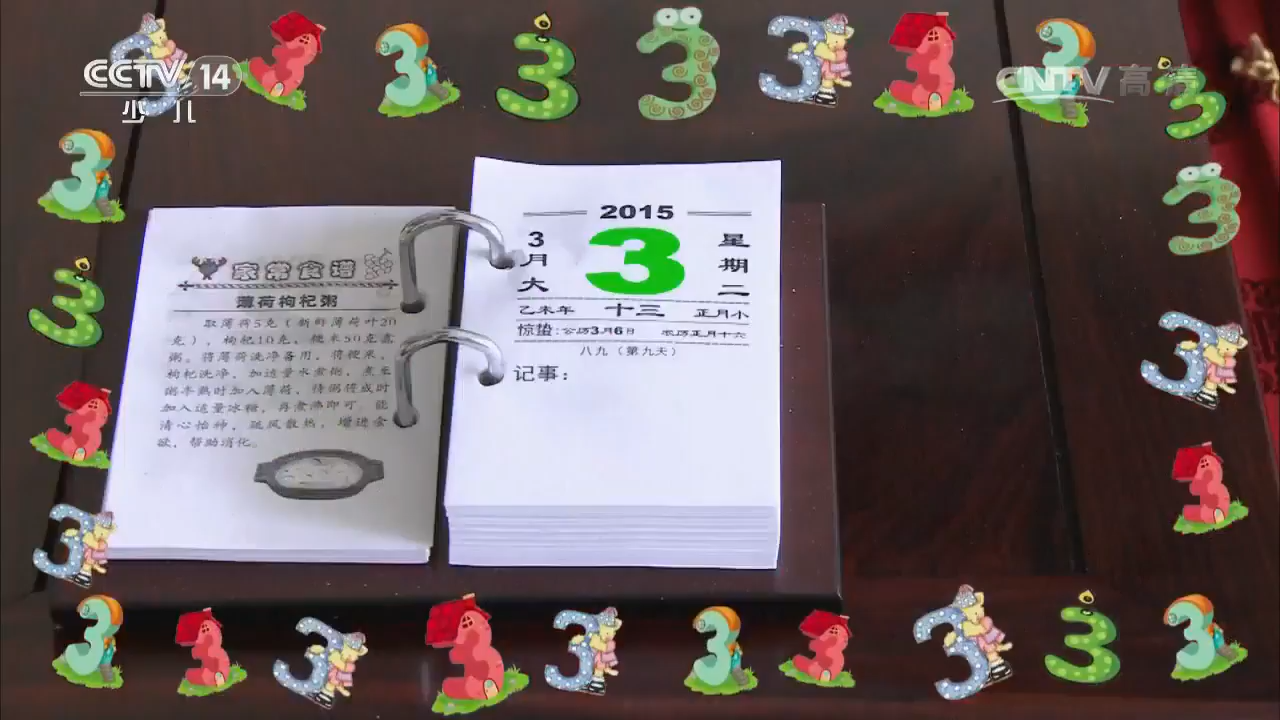 CCTV 14
少儿
CNTV 高清
家常食谱
薄荷枸杞粥
取薄荷5克（新鲜薄荷叶20
克），枸杞10克，粳米50克煮
粥。将薄荷洗净备用，将粳米、
枸杞洗净，加适量水煮粥，煮至
粥半熟时加入薄荷，待粥将成时
加入适量冰糖，再煮沸即可。能
清心怡神，疏风散热，增进食
欲，帮助消化。
2015
3月大
3
星期二
乙未年 十三 正月小
惊蛰：公历3月6日 农历正月十六
八九（第九天）
记事：